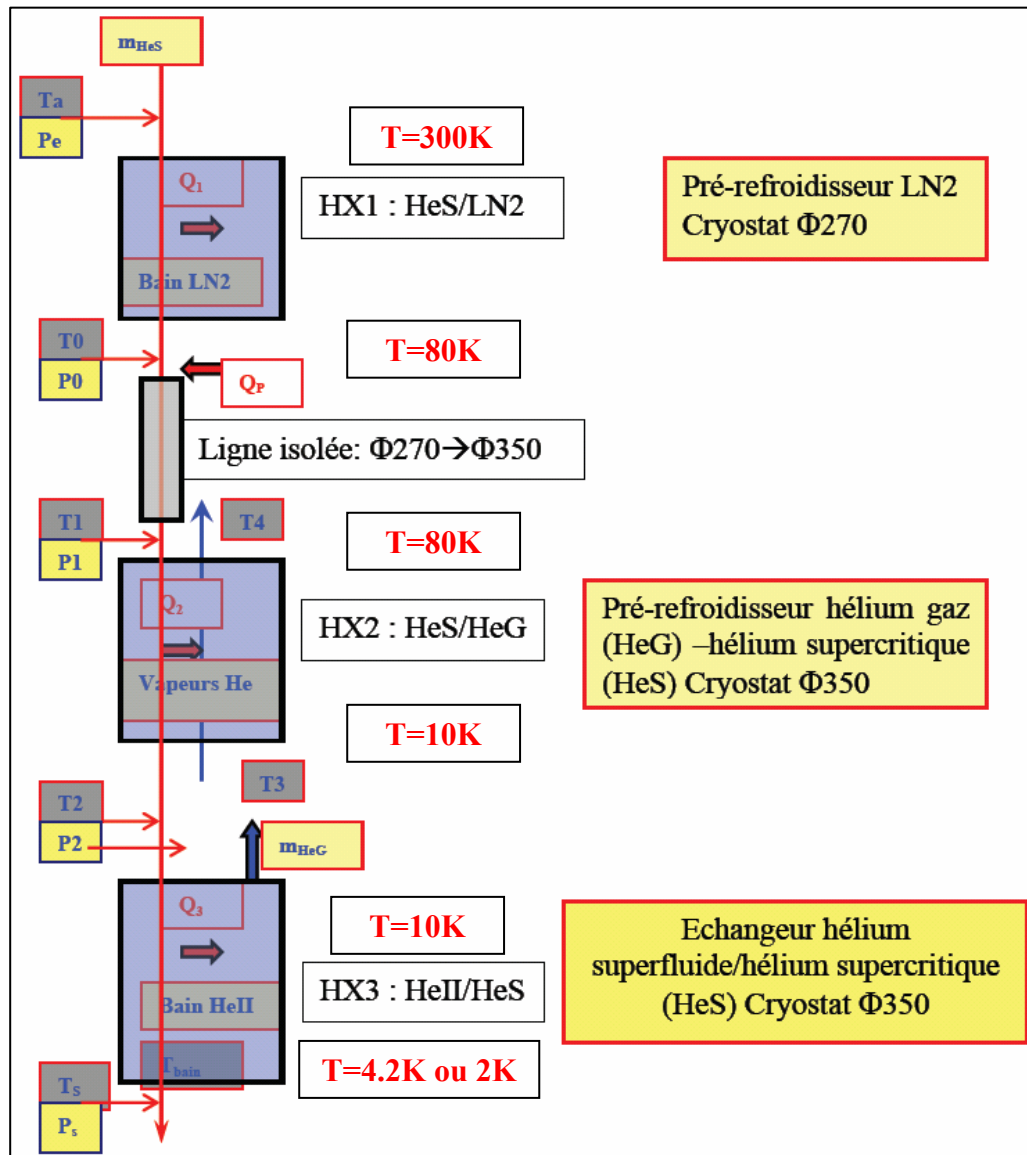 mHeS
Ta
Pe
T=300K
Q1
HX1 : HeS/LN2
Pré-refroidisseur LN2
Cryostat Φ270
Bain LN2
T0
P0
T=80K
QP
Ligne isolée: Φ270→Φ350
T1
P1
T4
T=80K
Q2
HX2 : HeS/HeG
Pré-refroidisseur hélium gaz
(HeG) –hélium supercritique
(HeS) Cryostat Φ350
Vapeurs He
T=10K
T3
T2
P2
mHeG
Q3
T=10K
Echangeur hélium
superfluide/hélium supercritique
(HeS) Cryostat Φ350
HX3 : HeII/HeS
Bain HeII
Tbain
T=4.2K ou 2K
TS
Ps